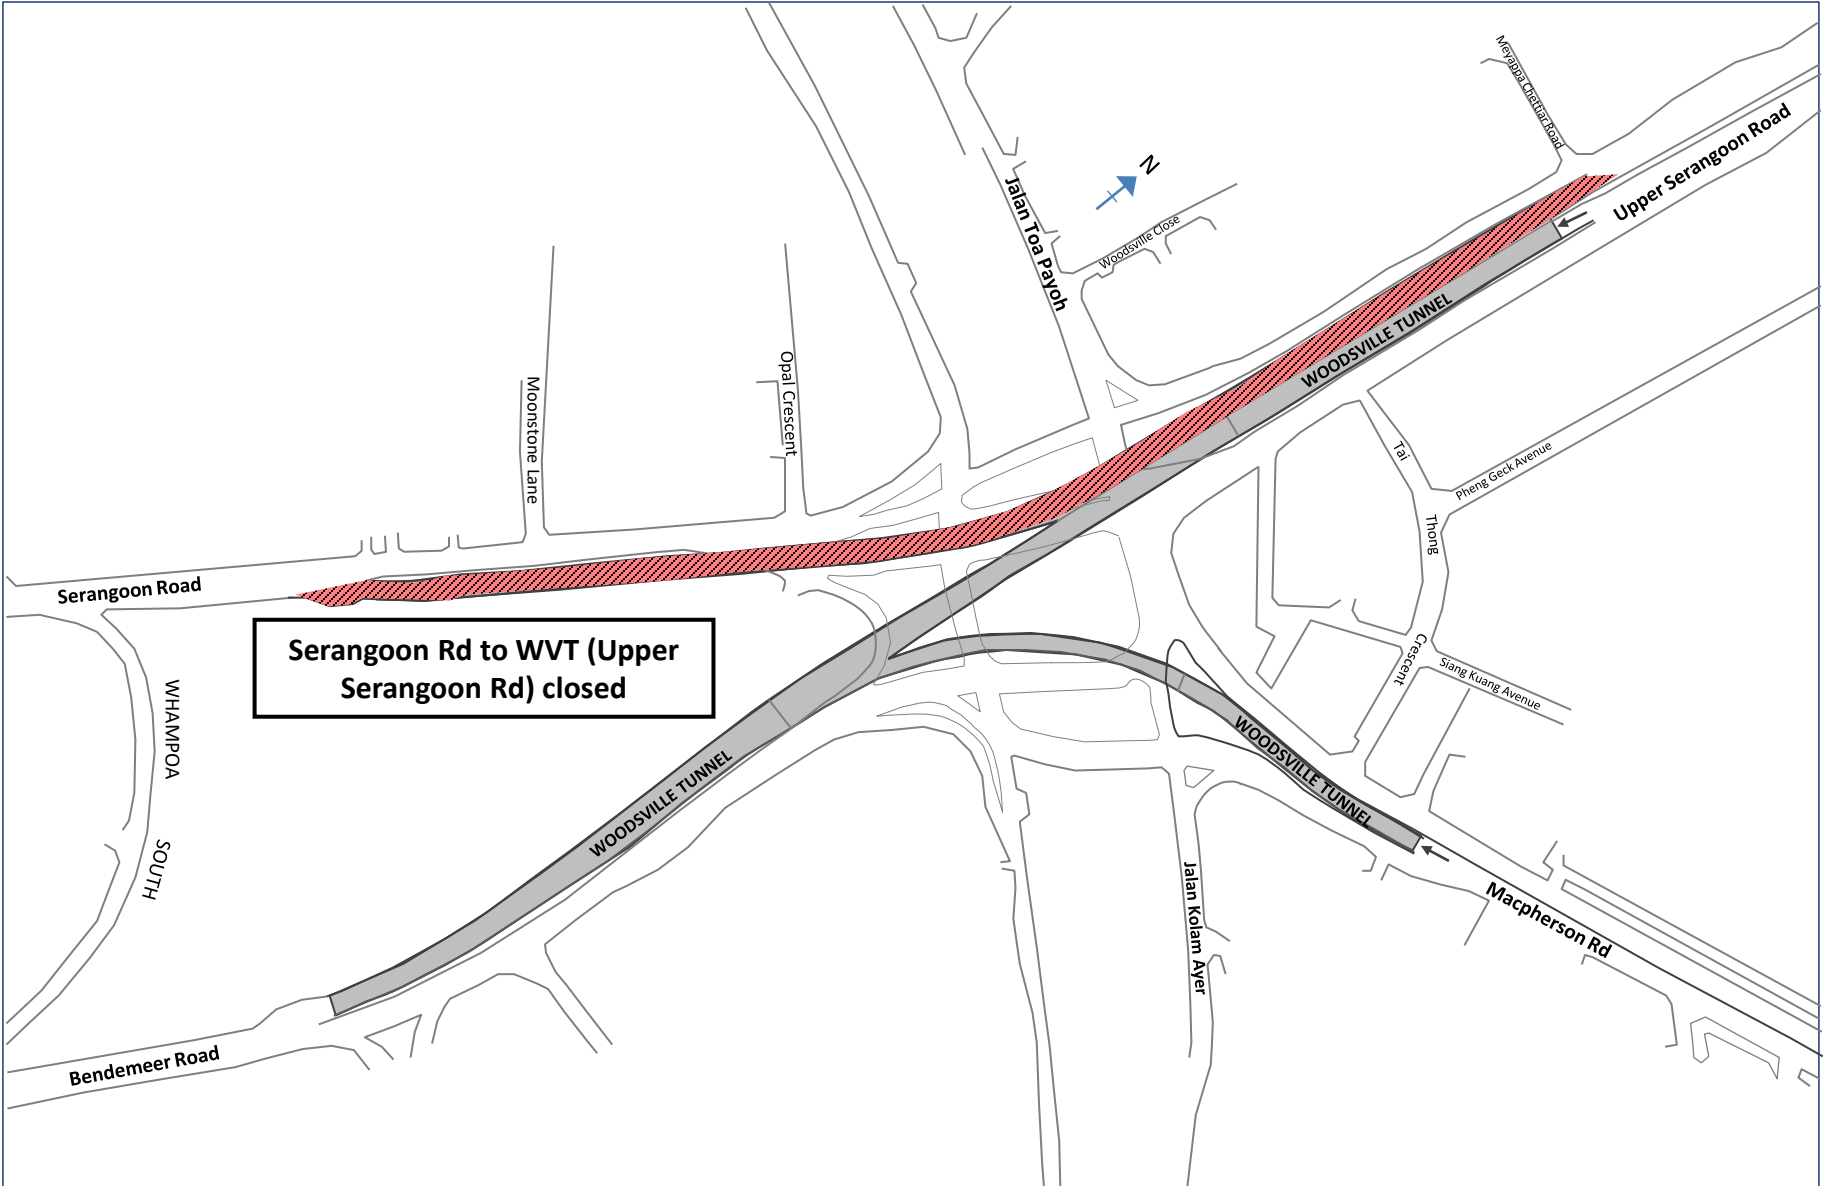 Meyappa Chettiar Road
Upper Serangoon Road
N
Jalan Toa Payoh
Woodsville Close
WOODSVILLE TUNNEL
Opal Crescent
Moonstone Lane
Tai
Thong
Crescent
Pheng Geck Avenue
Siang Kuang Avenue
Serangoon Road
Serangoon Rd to WVT (Upper
Serangoon Rd) closed
WHAMPOA
SOUTH
WOODSVILLE TUNNEL
WOODSVILLE TUNNEL
Jalan Kolam Ayer
Macpherson Rd
Bendemeer Road